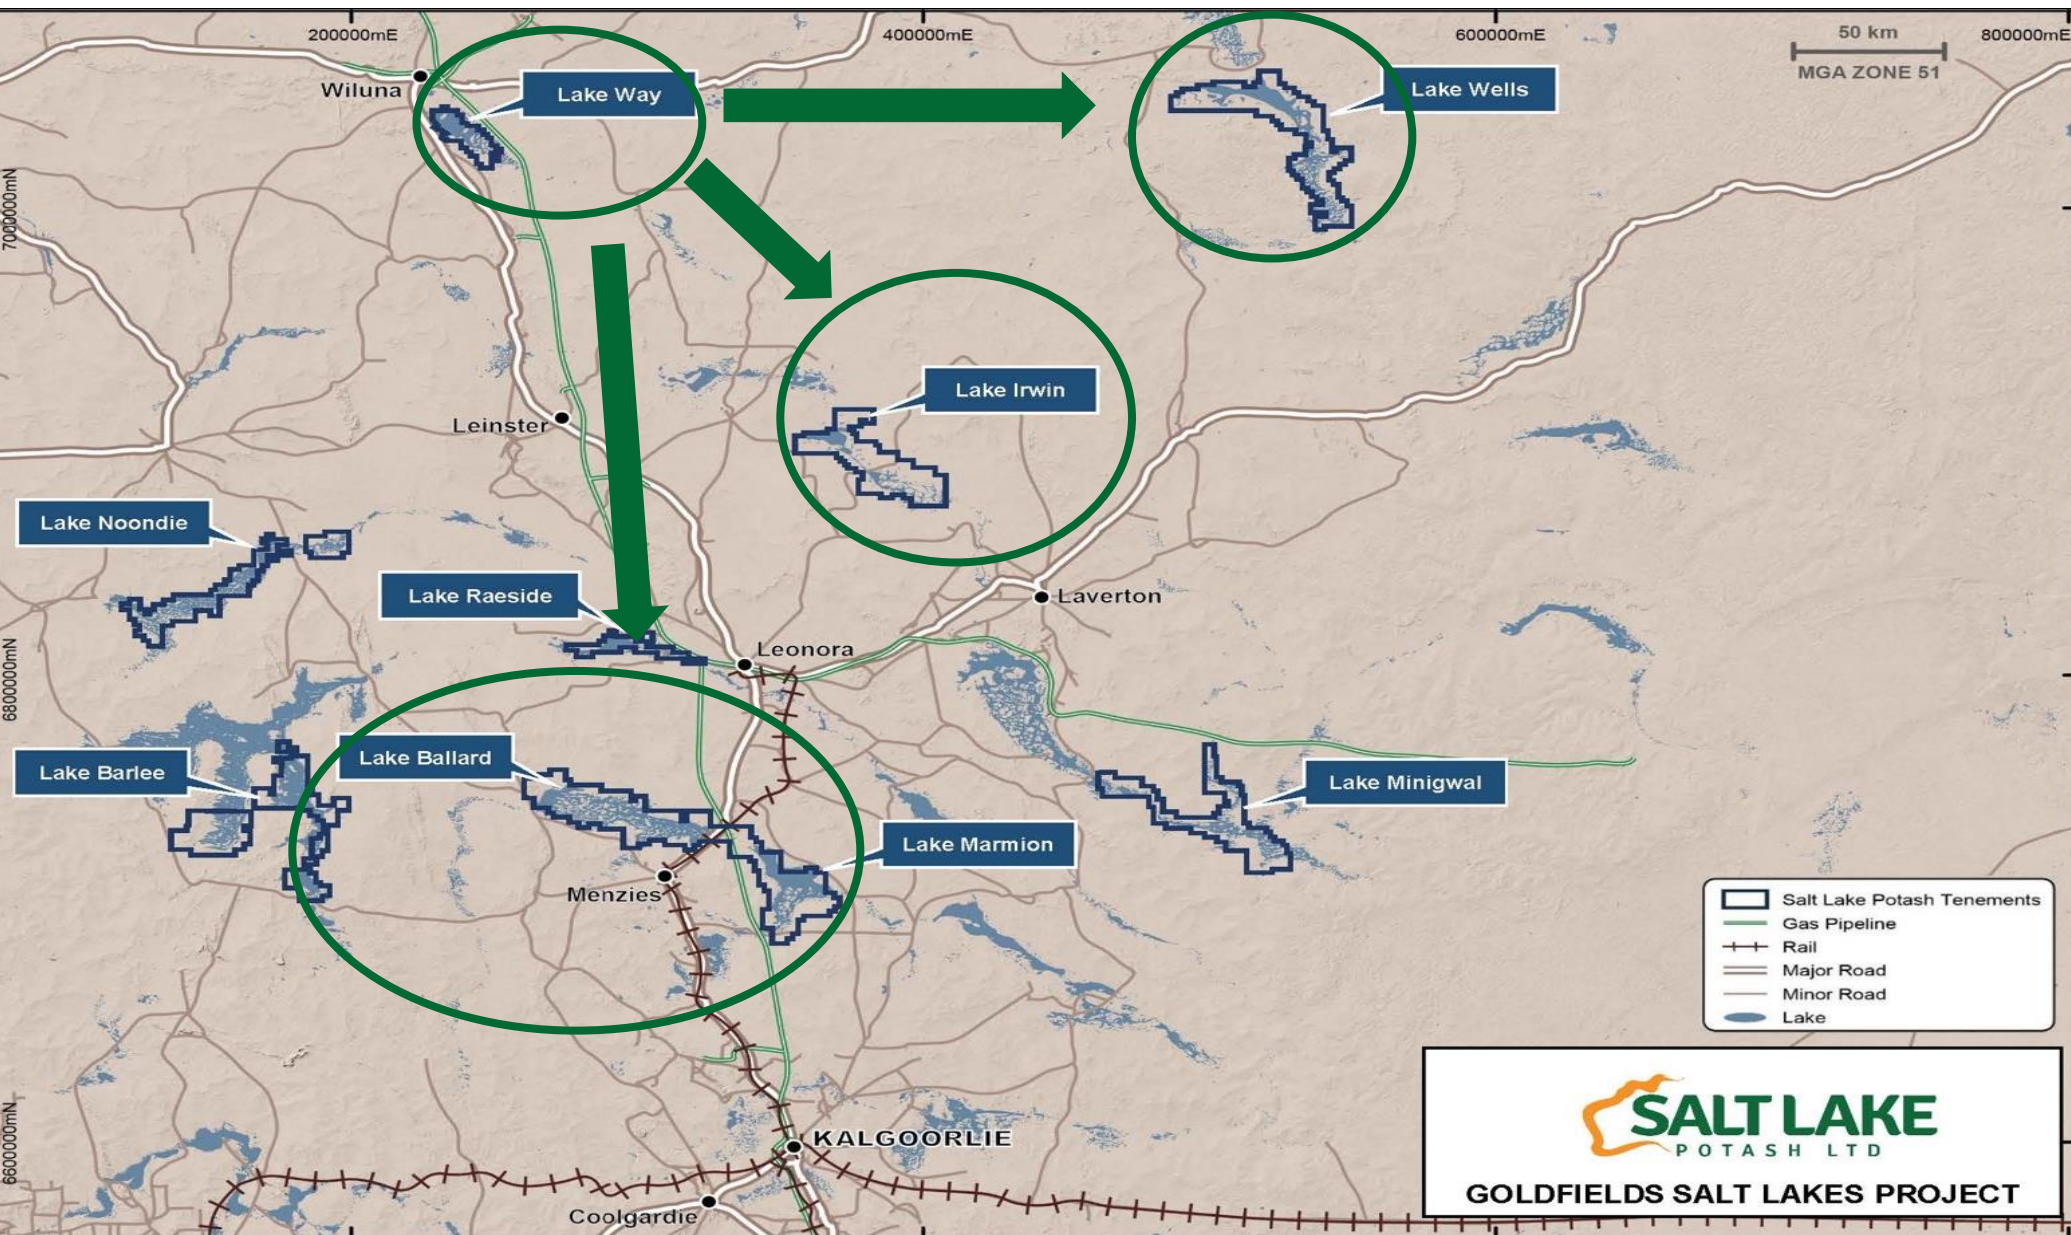 200000mE
400000mE
600000mE
800000mE
50 km
MGA ZONE 51
Wiluna
Lake Way
Lake Wells
7000000mN
Lake Irwin
Leinster
Lake Noondie
Lake Raeside
Laverton
Leonora
6800000mN
Lake Ballard
Lake Barlee
Lake Minigwal
Lake Marmion
Menzies
Salt Lake Potash Tenements
Gas Pipeline
Rail
Major Road
Minor Road
Lake
6600000mN
KALGOORLIE
Coolgardie
SALT LAKE
POTASH LTD
GOLDFIELDS SALT LAKES PROJECT